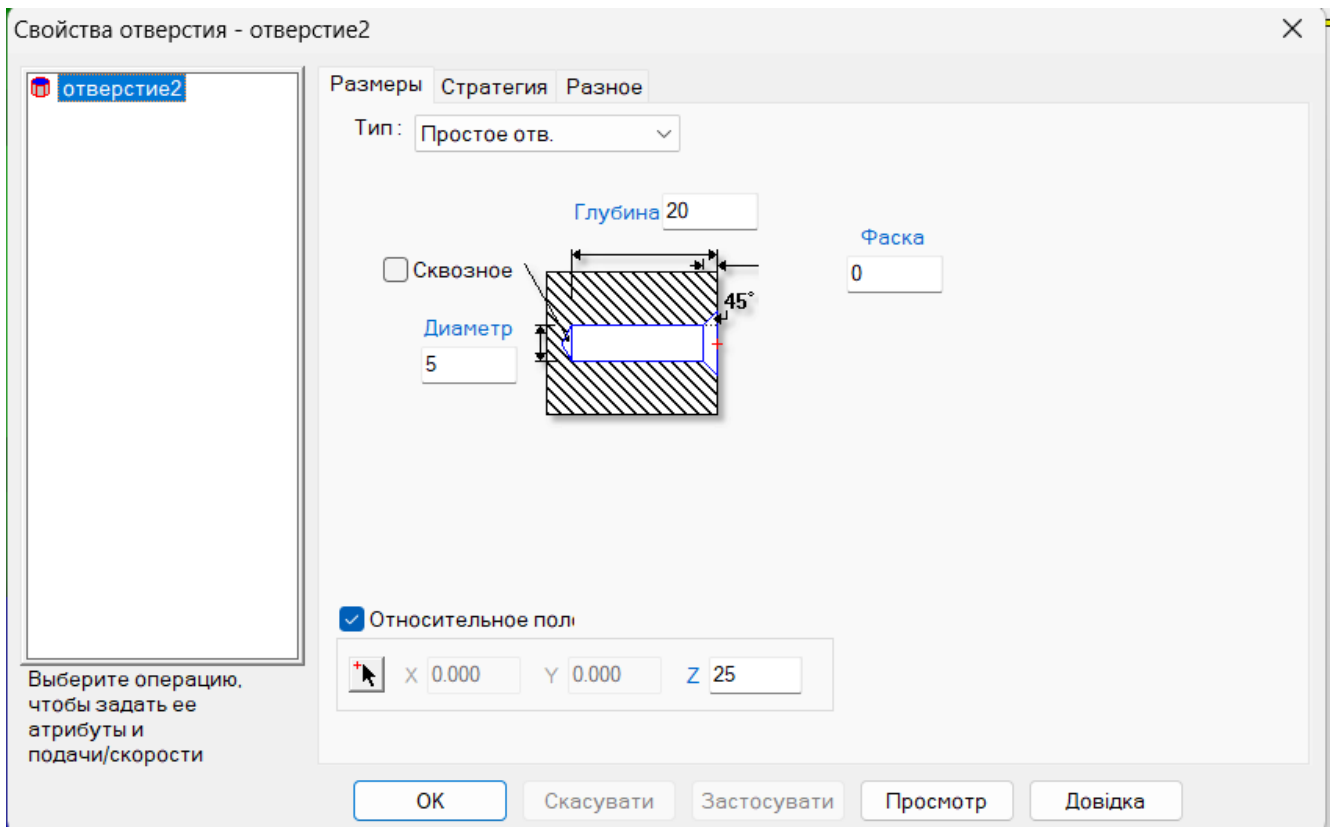 Свойства отверстия - отверстие2
отверстие2
Размеры Стратегия Разное
Тип: Простое отв.
Глубина 20
Фаска
Сквозное
0
45°
Диаметр
5
Относительное поло
X 0.000 Y 0.000 Z 25
Выберите операцию,
чтобы задать ее
атрибуты и
подачи/скорости
OK Скасувати Застосувати Просмотр Довідка